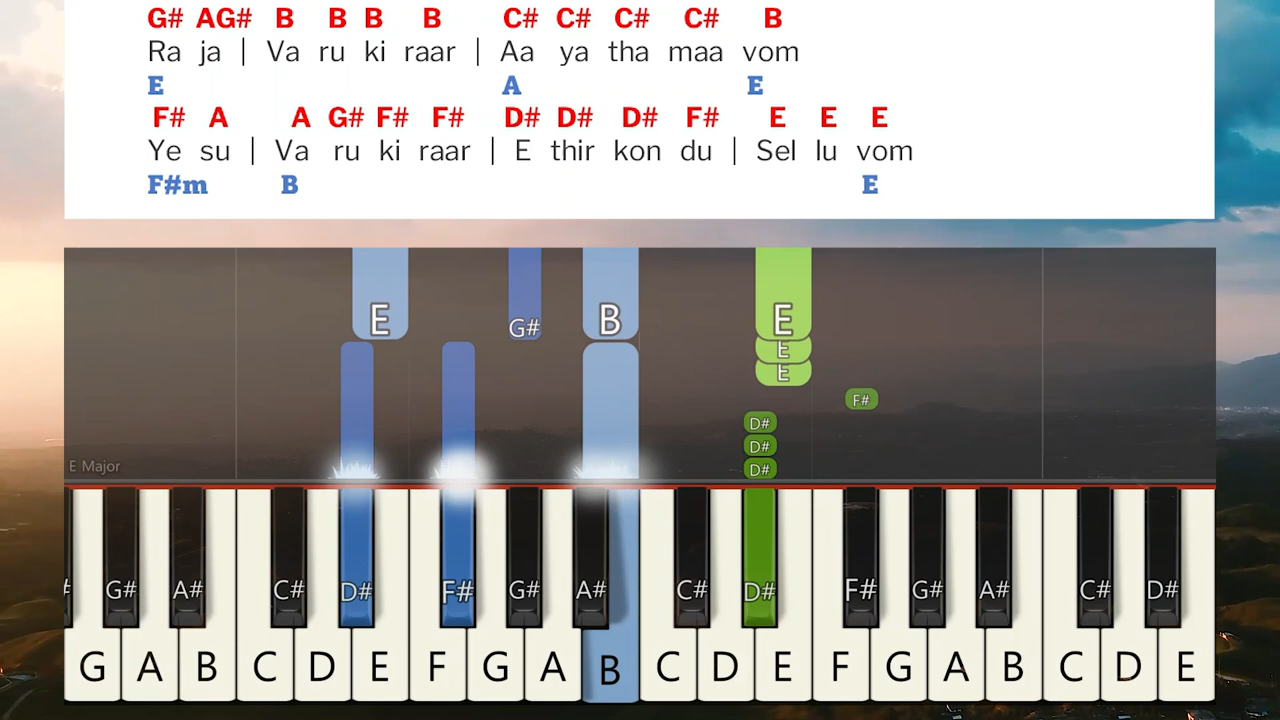 G# AG# B B B B C# C# C# C# B
Ra ja | Va ru ki raar | Aa ya tha maa vom
E A E
F# A A G# F# F# D# D# D# F# E E E
Ye su | Va ru ki raar | E thir kon du | Sel lu vom
F#m B E
E G# B E
E
E
F#
D#
D#
E Major D#
# G# A# C# D# F# G# A# C# D# F# G# A# C# D#
G A B C D E F G A B C D E F G A B C D E